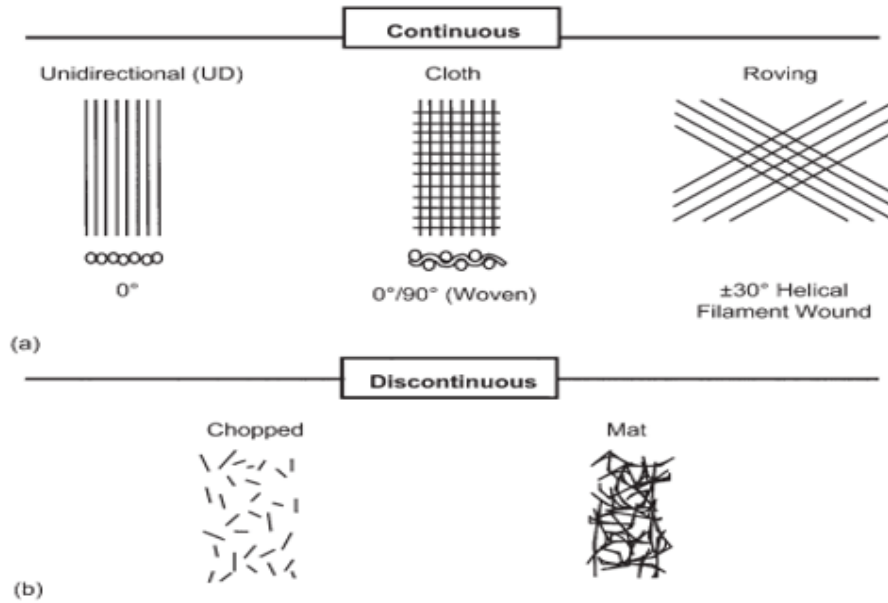 Continuous
Unidirectional (UD)
Cloth
Roving
0°
0°/90° (Woven)
±30° Helical
Filament Wound
(a)
Discontinuous
Chopped
Mat
(b)